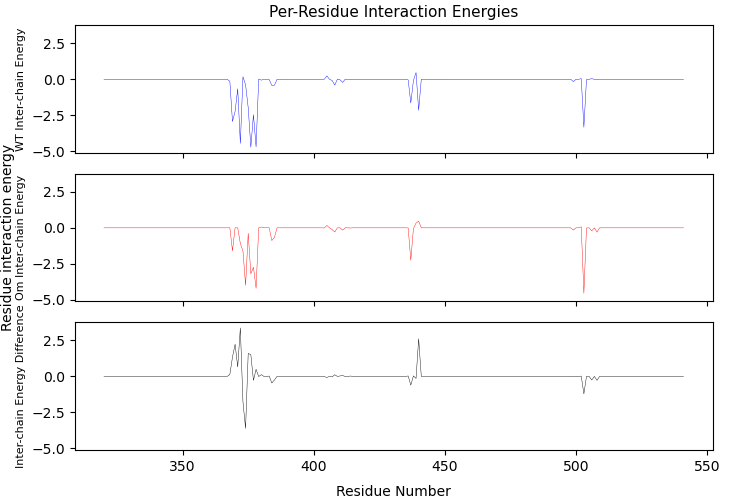 Per-Residue Interaction Energies
Residue interaction energy
WT Inter-chain Energy
2.5
0.0
−2.5
−5.0
Om Inter-chain Energy
2.5
0.0
−2.5
−5.0
Inter-chain Energy Difference
2.5
0.0
−2.5
−5.0
350
400
450
500
550
Residue Number